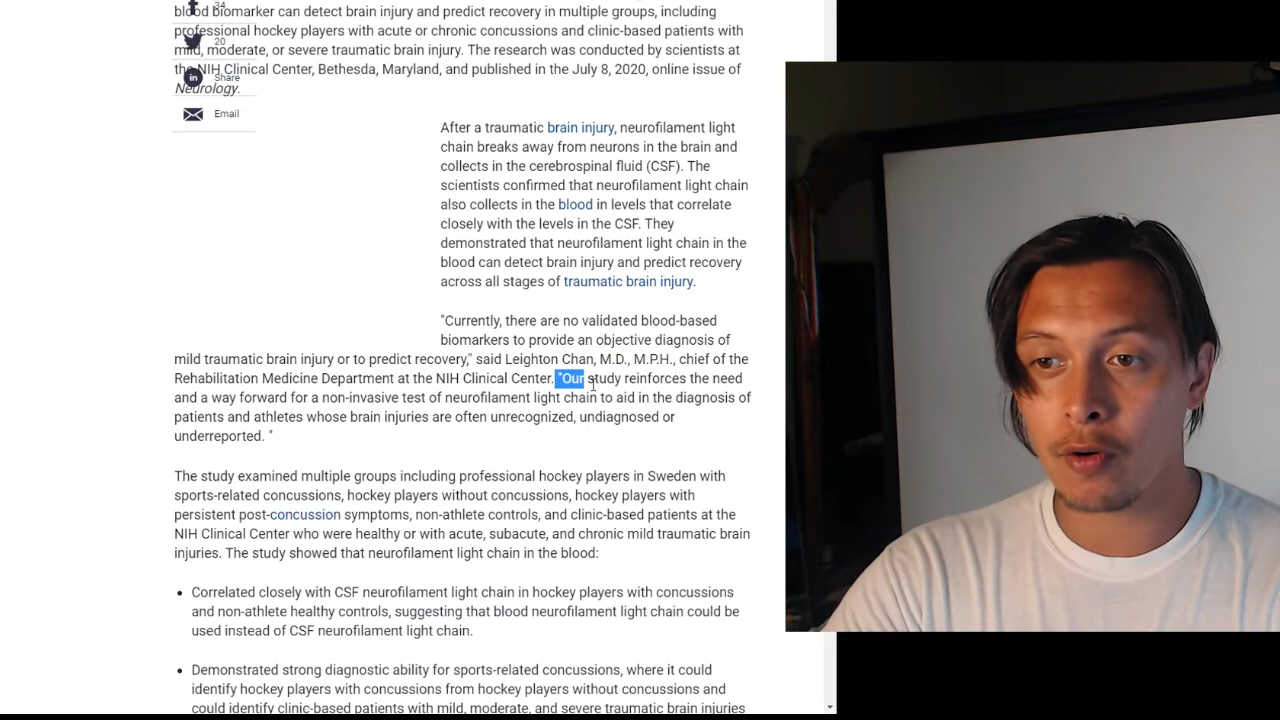 34
20
Share
Email
blood biomarker can detect brain injury and predict recovery in multiple groups, including
professional hockey players with acute or chronic concussions and clinic-based patients with
mild, moderate, or severe traumatic brain injury. The research was conducted by scientists at
the NIH Clinical Center, Bethesda, Maryland, and published in the July 8, 2020, online issue of
Neurology.
After a traumatic brain injury, neurofilament light
chain breaks away from neurons in the brain and
collects in the cerebrospinal fluid (CSF). The
scientists confirmed that neurofilament light chain
also collects in the blood in levels that correlate
closely with the levels in the CSF. They
demonstrated that neurofilament light chain in the
blood can detect brain injury and predict recovery
across all stages of traumatic brain injury.
"Currently, there are no validated blood-based
biomarkers to provide an objective diagnosis of
mild traumatic brain injury or to predict recovery," said Leighton Chan, M.D., M.P.H., chief of the
Rehabilitation Medicine Department at the NIH Clinical Center. "Our study reinforces the need
and a way forward for a non-invasive test of neurofilament light chain to aid in the diagnosis of
patients and athletes whose brain injuries are often unrecognized, undiagnosed or
underreported. "
The study examined multiple groups including professional hockey players in Sweden with
sports-related concussions, hockey players without concussions, hockey players with
persistent post-concussion symptoms, non-athlete controls, and clinic-based patients at the
NIH Clinical Center who were healthy or with acute, subacute, and chronic mild traumatic brain
injuries. The study showed that neurofilament light chain in the blood:
• Correlated closely with CSF neurofilament light chain in hockey players with concussions
and non-athlete healthy controls, suggesting that blood neurofilament light chain could be
used instead of CSF neurofilament light chain.
• Demonstrated strong diagnostic ability for sports-related concussions, where it could
identify hockey players with concussions from hockey players without concussions and
could identify clinic-based patients with mild, moderate, and severe traumatic brain injuries